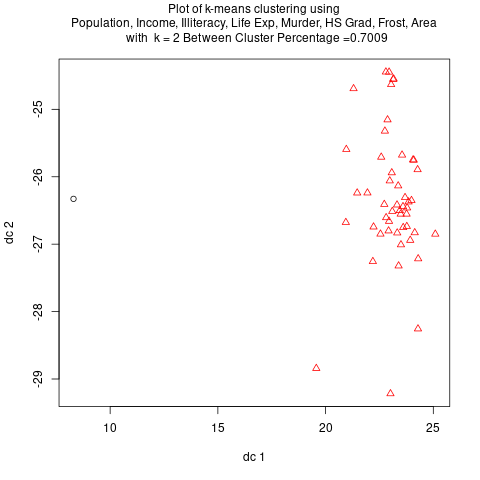 Plot of k-means clustering using
Population, Income, Illiteracy, Life Exp, Murder, HS Grad, Frost, Area
with  k = 2 Between Cluster Percentage =0.7009
-25
-26
-27
-28
-29
dc 2
10
15
20
25
dc 1